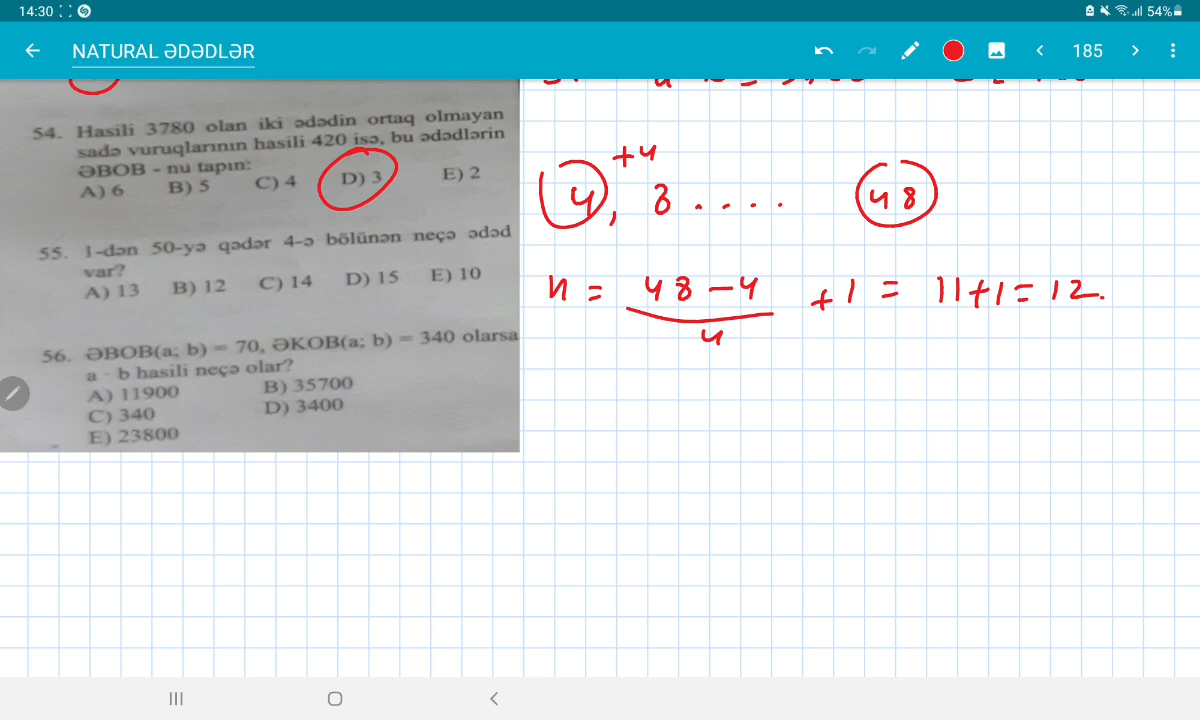 14:30
54%
NATURAL ƏDƏDLƏR
185
54. Hasili 3780 olan iki ədədin ortaq olmayan
sadə vuruqlarının hasili 420 isə, bu ədədlərin
ƏBOB - nu tapın:
A) 6 B) 5 C) 4 D) 3 E) 2
55. 1-dən 50-yə qədər 4-ə bölünən neçə ədəd
var?
A) 13 B) 12 C) 14 D) 15 E) 10
56. ƏBOB(a; b) = 70, ƏKOB(a; b) = 340 olarsa
a · b hasili neçə olar?
A) 11900 B) 35700
C) 340 D) 3400
E) 23800
+4
4, 8 . . . . 48
n = 48 - 4 / 4 + 1 = 11 + 1 = 12.